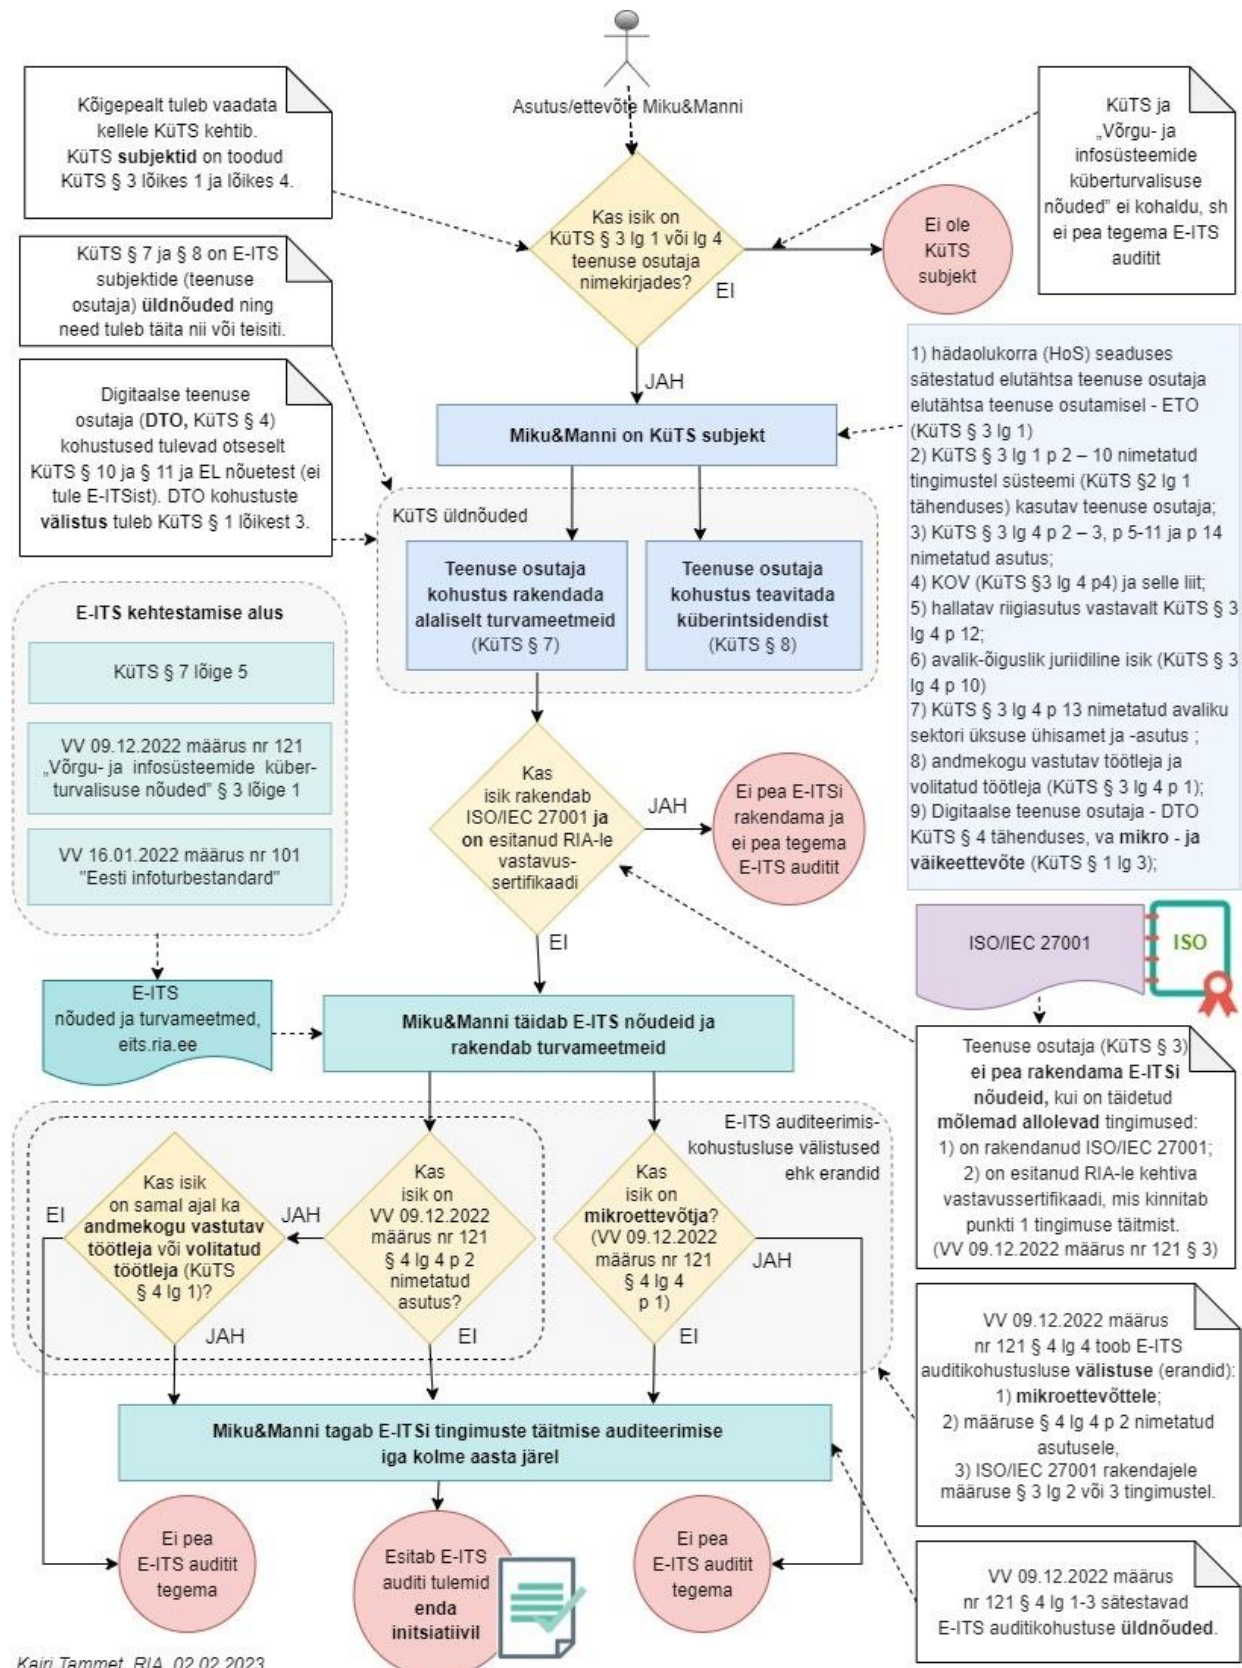 Asutus/ettevõte Miku&Manni
Kõigepealt tuleb vaadata
kellele KüTS kehtib.
KüTS subjektid on toodud
KüTS § 3 lõikes 1 ja lõikes 4.
KüTS ja
„Võrgu- ja
infosüsteemide
küberturvalisuse
nõuded" ei kohaldu, sh
ei pea tegema E-ITS
auditit
Kas isik on
KüTS § 3 lg 1 või lg 4
teenuse osutaja
nimekirjades?
EI
Ei ole
KüTS
subjekt
KüTS § 7 ja § 8 on E-ITS
subjektide (teenuse
osutaja) üldnõuded ning
need tuleb täita nii või teisiti.
JAH
Digitaalse teenuse
osutaja (DTO, KüTS § 4)
kohustused tulevad otseselt
KüTS § 10 ja § 11 ja EL nõuetest (ei
tule E-ITSist). DTO kohustuste
välistus tuleb KüTS § 1 lõikest 3.
Miku&Manni on KüTS subjekt
1) hädaolukorra (HoS) seaduses
sätestatud elutähtsa teenuse osutaja
elutähtsa teenuse osutamisel - ETO
(KüTS § 3 lg 1)
2) KüTS § 3 lg 1 p 2 – 10 nimetatud
tingimustel süsteemi (KüTS §2 lg 1
tähenduses) kasutav teenuse osutaja;
3) KüTS § 3 lg 4 p 2 – 3, p 5-11 ja p 14
nimetatud asutus;
4) KOV (KüTS §3 lg 4 p4) ja selle liit;
5) hallatav riigiasutus vastavalt KüTS § 3
lg 4 p 12;
6) avalik-õiguslik juriidiline isik (KüTS § 3
lg 4 p 10)
7) KüTS § 3 lg 4 p 13 nimetatud avaliku
sektori üksuse ühisamet ja -asutus ;
8) andmekogu vastutav töötleja ja
volitatud töötleja (KüTS § 3 lg 4 p 1);
9) Digitaalse teenuse osutaja - DTO
KüTS § 4 tähenduses, va mikro - ja
väikeettevõte (KüTS § 1 lg 3);
KüTS üldnõuded
Teenuse osutaja
kohustus rakendada
alaliselt turvameetmeid
(KüTS § 7)
Teenuse osutaja
kohustus teavitada
küberintsidendist
(KüTS § 8)
E-ITS kehtestamise alus
KüTS § 7 lõige 5
VV 09.12.2022 määrus nr 121
„Võrgu- ja infosüsteemide küber-
turvalisuse nõuded" § 3 lõige 1
VV 16.01.2022 määrus nr 101
"Eesti infoturbestandard"
Kas
isik rakendab
ISO/IEC 27001 ja
on esitanud RIA-le
vastavus-
sertifikaadi
JAH
Ei pea E-ITSi
rakendama ja
ei pea tegema
E-ITS auditit
EI
ISO/IEC 27001
ISO
E-ITS
nõuded ja turvameetmed,
eits.ria.ee
Miku&Manni täidab E-ITS nõudeid ja
rakendab turvameetmeid
Teenuse osutaja (KüTS § 3)
ei pea rakendama E-ITSi
nõudeid, kui on täidetud
mõlemad allolevad tingimused:
1) on rakendanud ISO/IEC 27001;
2) on esitanud RIA-le kehtiva
vastavussertifikaadi, mis kinnitab
punkti 1 tingimuse täitmist.
(VV 09.12.2022 määrus nr 121 § 3)
E-ITS auditeerimis-
kohustusluse välistused
ehk erandid
Kas isik
on samal ajal ka
andmekogu vastutav
töötleja või volitatud
töötleja (KüTS
§ 4 lg 1)?
EI
JAH
JAH
Kas
isik on
VV 09.12.2022
määrus nr 121
§ 4 lg 4 p 2
nimetatud
asutus?
EI
Kas
isik on
mikroettevõtja?
(VV 09.12.2022
määrus nr 121
§ 4 lg 4
p 1)
JAH
EI
VV 09.12.2022 määrus
nr 121 § 4 lg 4 toob E-ITS
auditikohustusluse välistuse (erandid):
1) mikroettevõttele;
2) määruse § 4 lg 4 p 2 nimetatud
asutusele,
3) ISO/IEC 27001 rakendajele
määruse § 3 lg 2 või 3 tingimustel.
Miku&Manni tagab E-ITSi tingimuste täitmise auditeerimise
iga kolme aasta järel
Ei pea
E-ITS auditit
tegema
Esitab E-ITS
auditi tulemid
enda
initsiatiivil
Ei pea
E-ITS auditit
tegema
VV 09.12.2022 määrus
nr 121 § 4 lg 1-3 sätestavad
E-ITS auditikohustuse üldnõuded.
Kairi Tammet, RIA, 02.02.2023